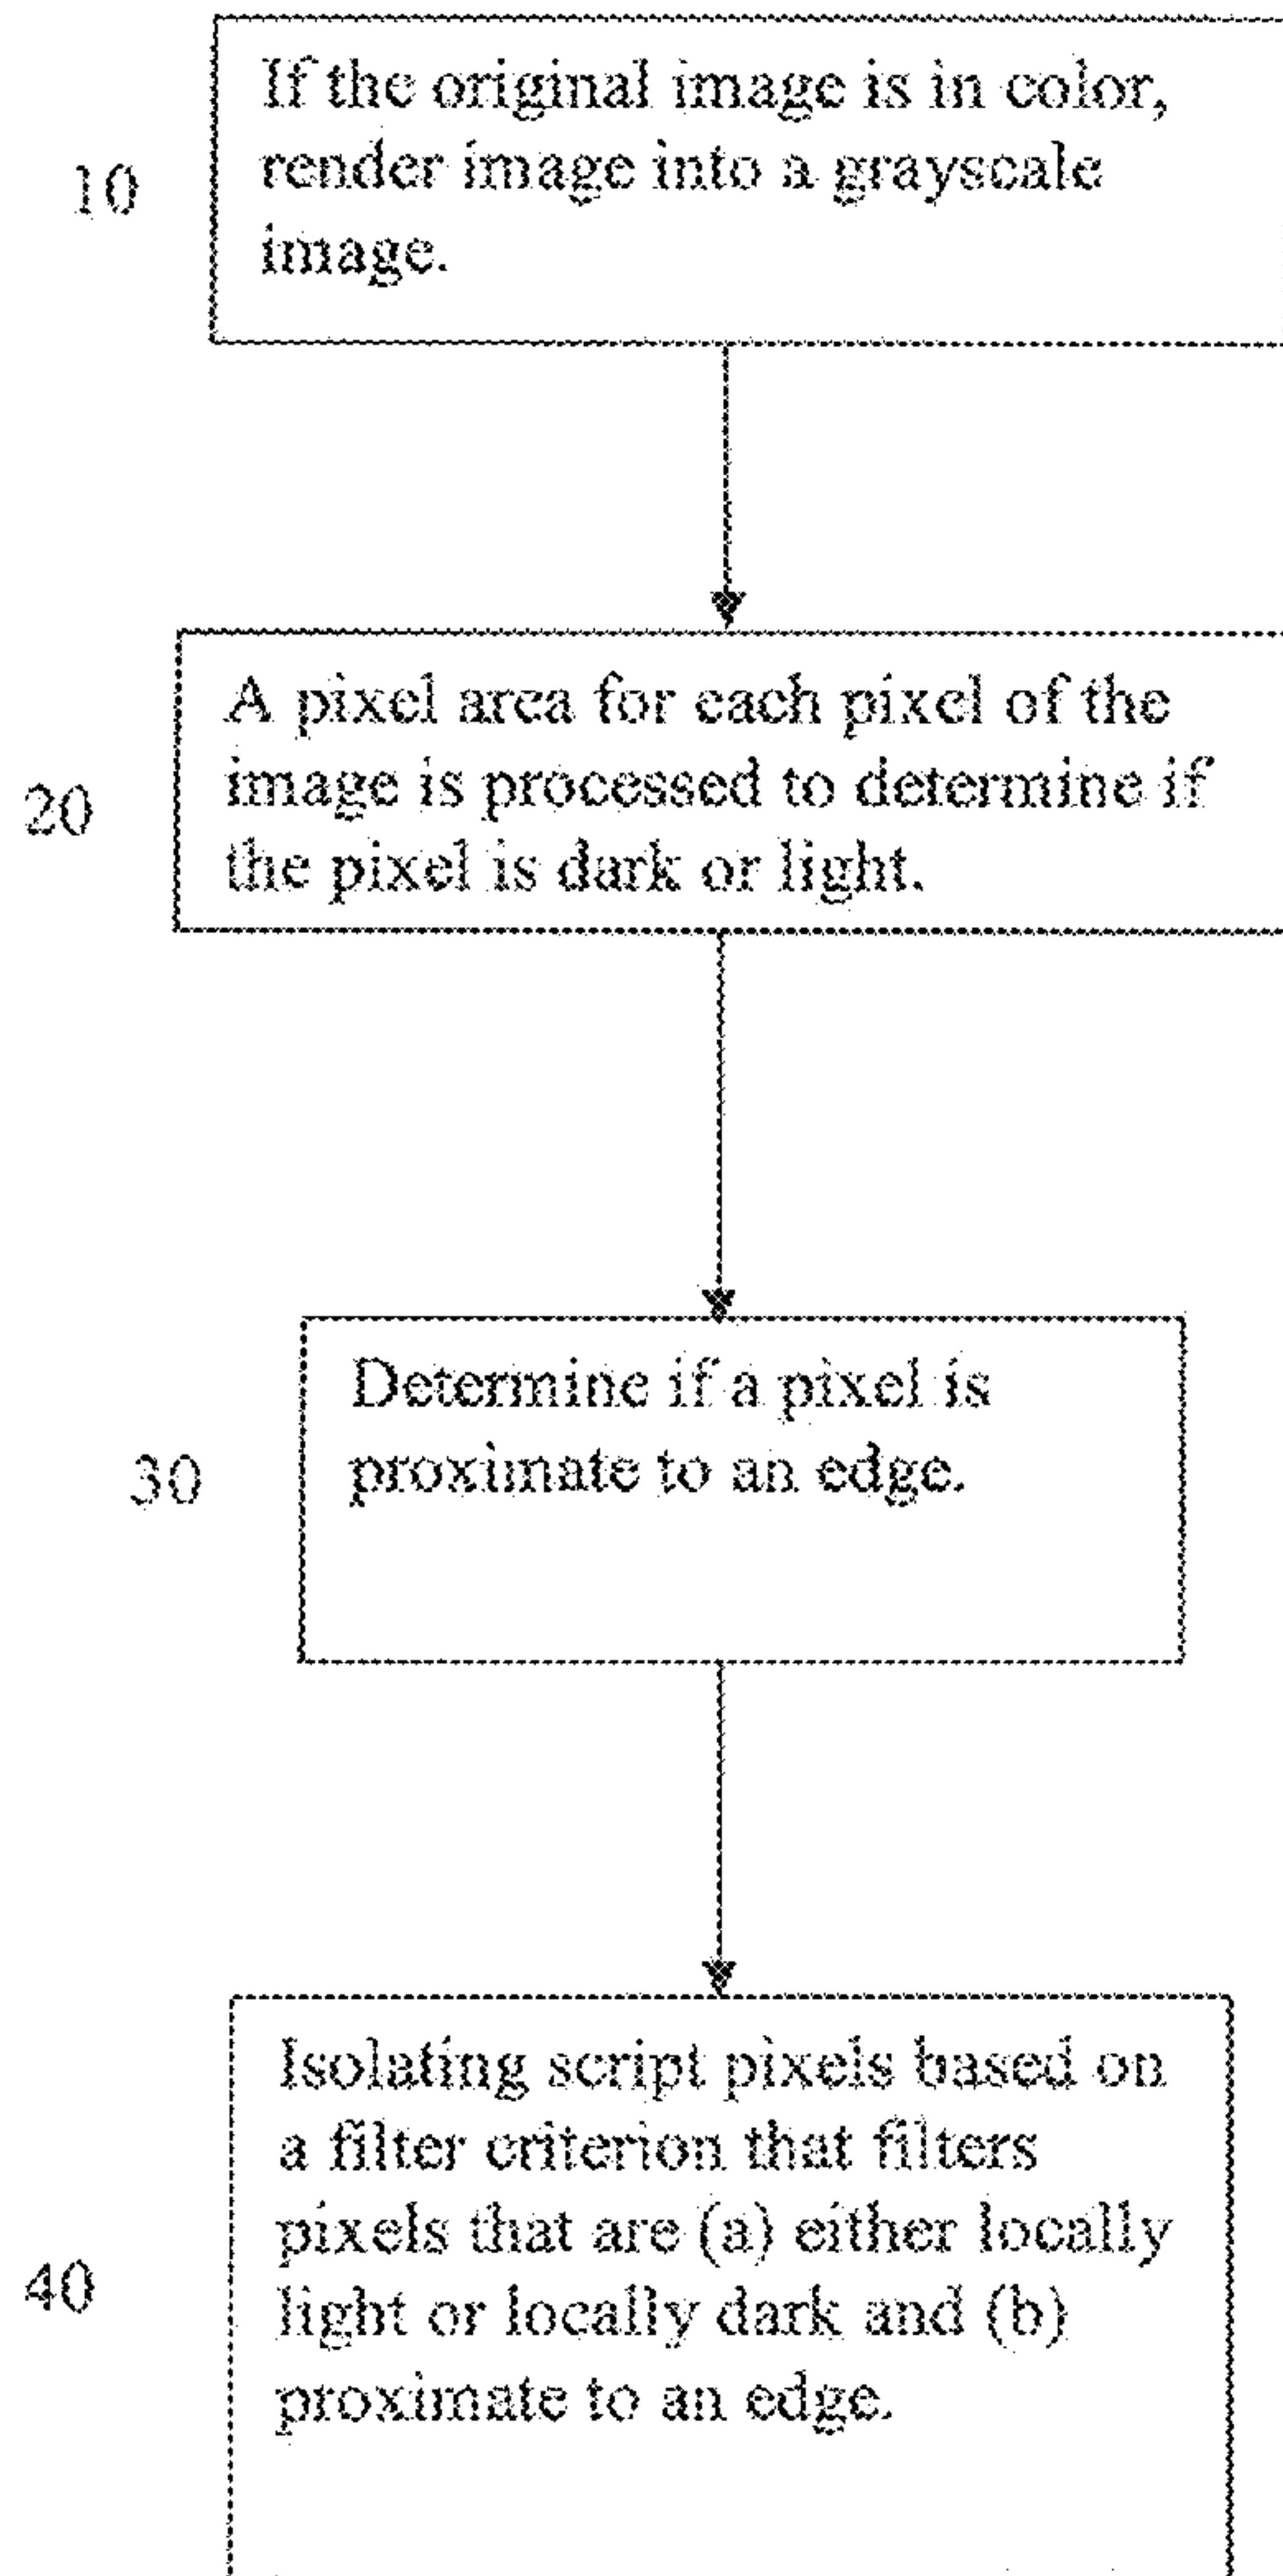 If the original image is in color,
render image into a grayscale
image.
10
A pixel area for each pixel of the
image is processed to determine if
the pixel is dark or light.
20
Determine if a pixel is
proximate to an edge.
30
Isolating script pixels based on
a filter criterion that filters
pixels that are (a) either locally
light or locally dark and (b)
proximate to an edge.
40